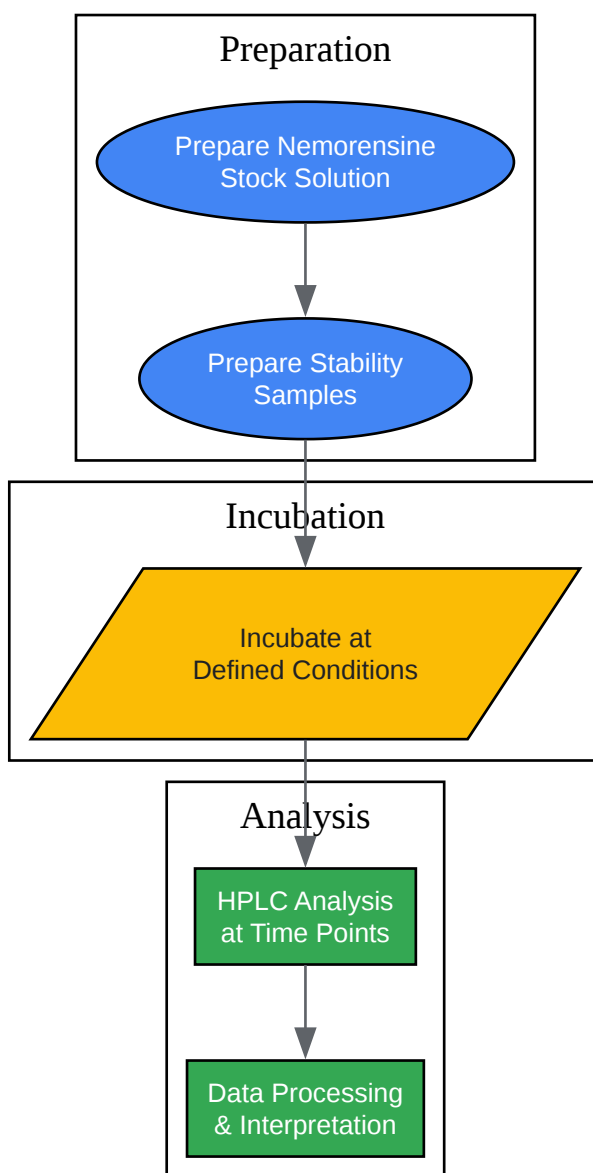 Preparation
Prepare Nemorensine
Stock Solution
Prepare Stability
Samples
Incubation
Incubate at
Defined Conditions
Analysis
HPLC Analysis
at Time Points
Data Processing
& Interpretation